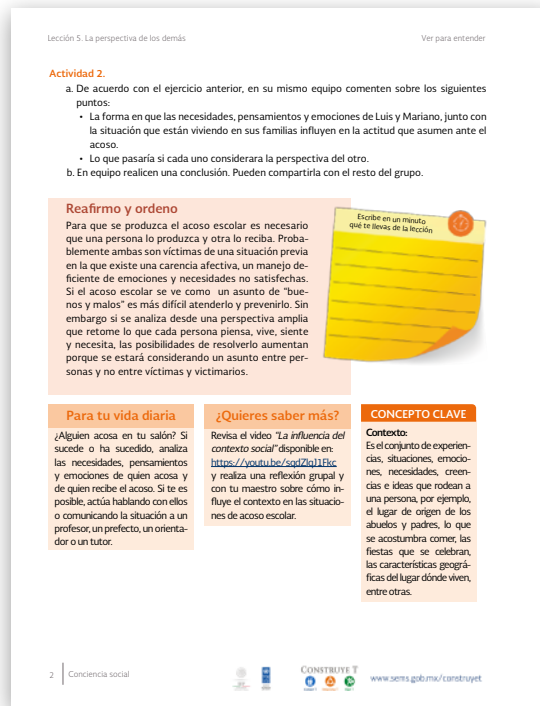 Lección 5. La perspectiva de los demás
Ver para entender
Actividad 2.
a. De acuerdo con el ejercicio anterior, en su mismo equipo comenten sobre los siguientes
puntos:
• La forma en que las necesidades, pensamientos y emociones de Luis y Mariano, junto con
la situación que están viviendo en sus familias influyen en la actitud que asumen ante el
acoso.
• Lo que pasaría si cada uno considerara la perspectiva del otro.
b. En equipo realicen una conclusión. Pueden compartirla con el resto del grupo.
Reafirmo y ordeno
Para que se produzca el acoso escolar es necesario
que una persona lo produzca y otra lo reciba. Proba-
blemente ambas son víctimas de una situación previa
en la que existe una carencia afectiva, un manejo de-
ficiente de emociones y necesidades no satisfechas.
Si el acoso escolar se ve como un asunto de "bue-
nos y malos" es más difícil atenderlo y prevenirlo. Sin
embargo si se analiza desde una perspectiva amplia
que retome lo que cada persona piensa, vive, siente
y necesita, las posibilidades de resolverlo aumentan
porque se estará considerando un asunto entre per-
sonas y no entre víctimas y victimarios.
Escribe en un minuto
qué te llevas de la lección
Para tu vida diaria
¿Alguien acosa en tu salón? Si
sucede o ha sucedido, analiza
las necesidades, pensamientos
y emociones de quien acosa y
de quien recibe el acoso. Si te es
posible, actúa hablando con ellos
o comunicando la situación a un
profesor, un prefecto, un orienta-
dor o un tutor.
¿Quieres saber más?
Revisa el video "La influencia del
contexto social" disponible en:
https://youtu.be/sqdZlqJ1Fkc
y realiza una reflexión grupal y
con tu maestro sobre cómo in-
fluye el contexto en las situacio-
nes de acoso escolar.
CONCEPTO CLAVE
Contexto:
Es el conjunto de experien-
cias, situaciones, emocio-
nes, necesidades, creen-
cias e ideas que rodean a
una persona, por ejemplo,
el lugar de origen de los
abuelos y padres, lo que
se acostumbra comer, las
fiestas que se celebran,
las características geográ-
ficas del lugar dónde viven,
entre otras.
2
Conciencia social
CONSTRUYE T
www.sems.gob.mx/construyet